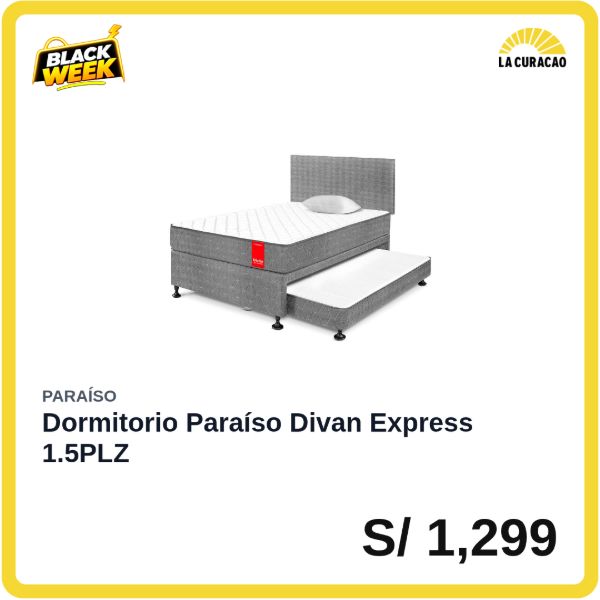 BLACK
WEEK
LA CURACAO
PARAÍSO
Dormitorio Paraíso Divan Express
1.5PLZ
S/ 1,299